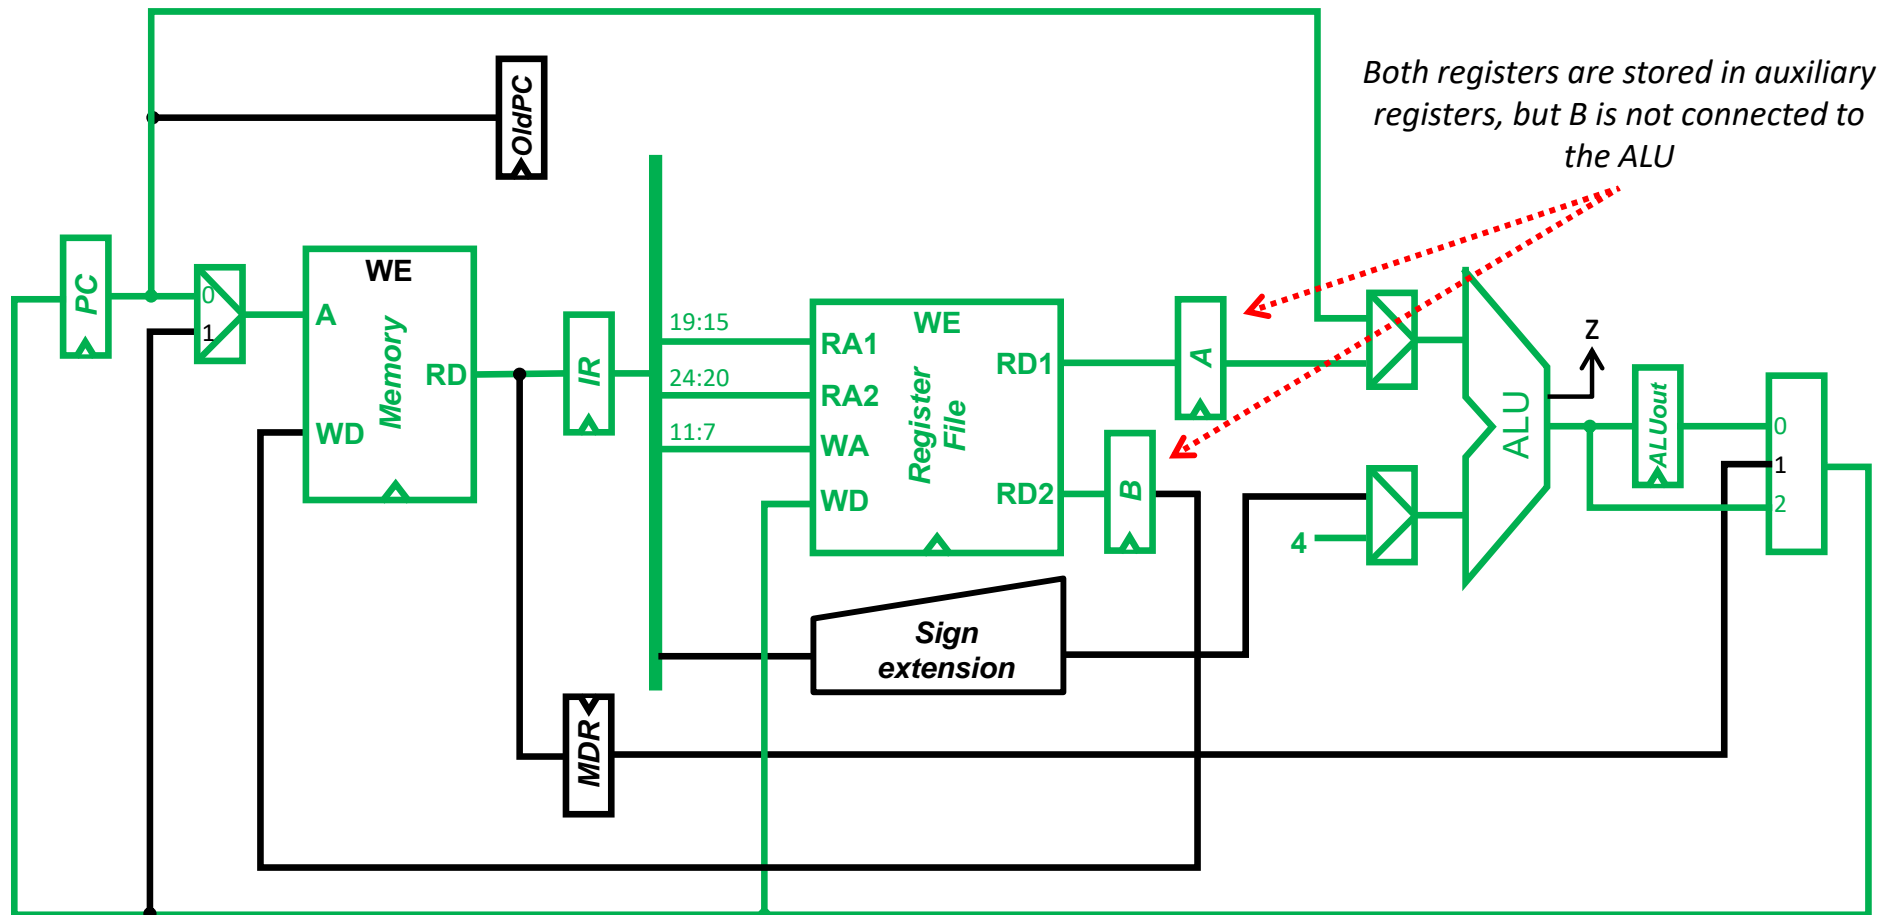 Both registers are stored in auxiliary
registers, but B is not connected to
the ALU
OldPC
PC
0
1
WE
A
Memory
RD
WD
IR
19:15
24:20
11:7
WE
RA1
RA2
WA
WD
Register
File
RD1
RD2
A
B
4
ALU
Z
ALUout
0
1
2
Sign
extension
MDR